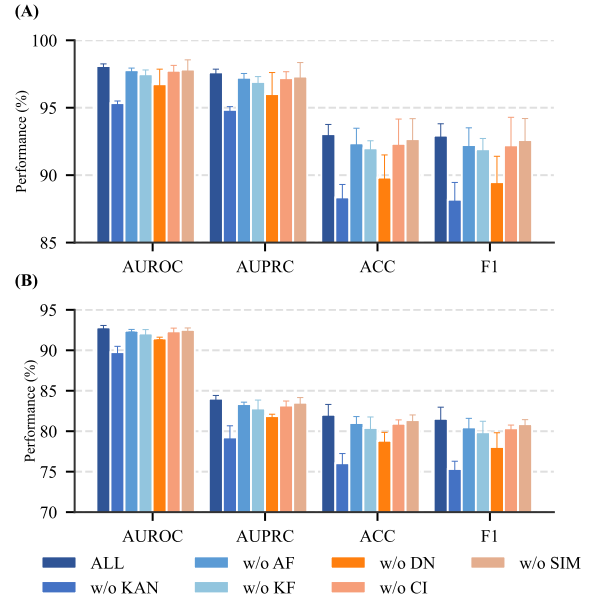 (A)
100
95
90
85
Performance (%)
AUROC AUPRC ACC F1
(B)
95
90
85
80
75
70
Performance (%)
AUROC AUPRC ACC F1
ALL w/o AF w/o DN w/o SIM
w/o KAN w/o KF w/o CI